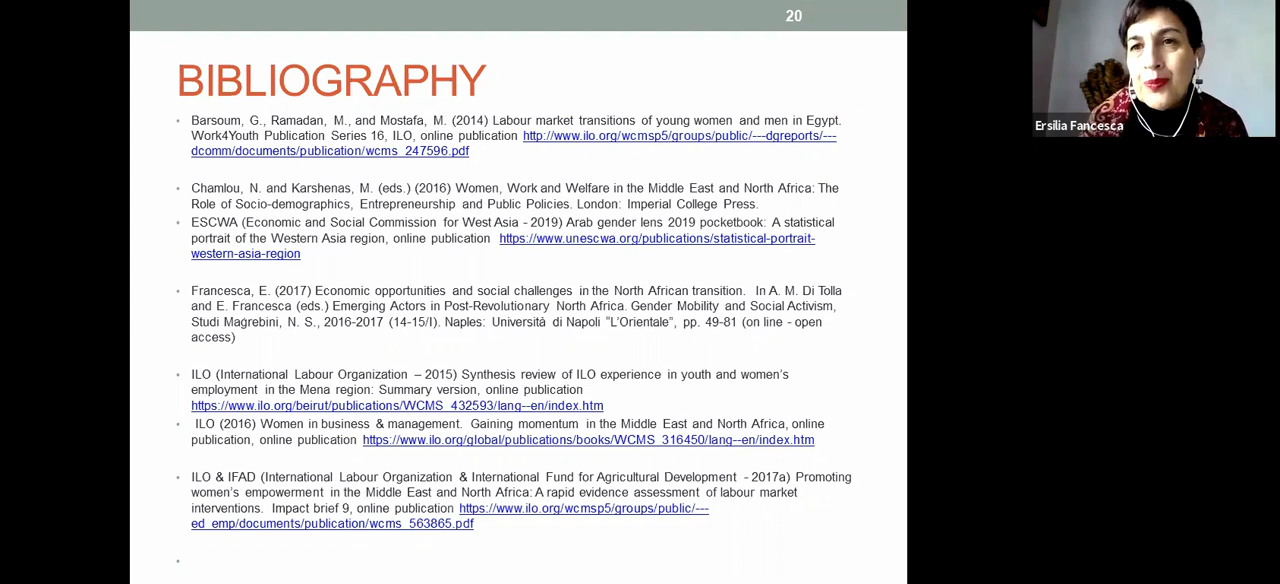 20
BIBLIOGRAPHY
• Barsoum, G., Ramadan, M., and Mostafa, M. (2014) Labour market transitions of young women and men in Egypt.
Work4Youth Publication Series 16, ILO, online publication http://www.ilo.org/wcmsp5/groups/public/---dgreports/---
dcomm/documents/publication/wcms_247596.pdf
• Chamlou, N. and Karshenas, M. (eds.) (2016) Women, Work and Welfare in the Middle East and North Africa: The
Role of Socio-demographics, Entrepreneurship and Public Policies. London: Imperial College Press.
• ESCWA (Economic and Social Commission for West Asia - 2019) Arab gender lens 2019 pocketbook: A statistical
portrait of the Western Asia region, online publication https://www.unescwa.org/publications/statistical-portrait-
western-asia-region
• Francesca, E. (2017) Economic opportunities and social challenges in the North African transition. In A. M. Di Tolla
and E. Francesca (eds.) Emerging Actors in Post-Revolutionary North Africa. Gender Mobility and Social Activism,
Studi Maġrebini, N. S., 2016-2017 (14-15/I). Naples: Università di Napoli "L'Orientale", pp. 49-81 (on line - open
access)
• ILO (International Labour Organization – 2015) Synthesis review of ILO experience in youth and women's
employment in the Mena region: Summary version, online publication
https://www.ilo.org/beirut/publications/WCMS_432593/lang--en/index.htm
• ILO (2016) Women in business & management. Gaining momentum in the Middle East and North Africa, online
publication, online publication https://www.ilo.org/global/publications/books/WCMS_316450/lang--en/index.htm
• ILO & IFAD (International Labour Organization & International Fund for Agricultural Development - 2017a) Promoting
women's empowerment in the Middle East and North Africa: A rapid evidence assessment of labour market
interventions. Impact brief 9, online publication https://www.ilo.org/wcmsp5/groups/public/---
ed_emp/documents/publication/wcms_563865.pdf
•
Ersilia Fancesca